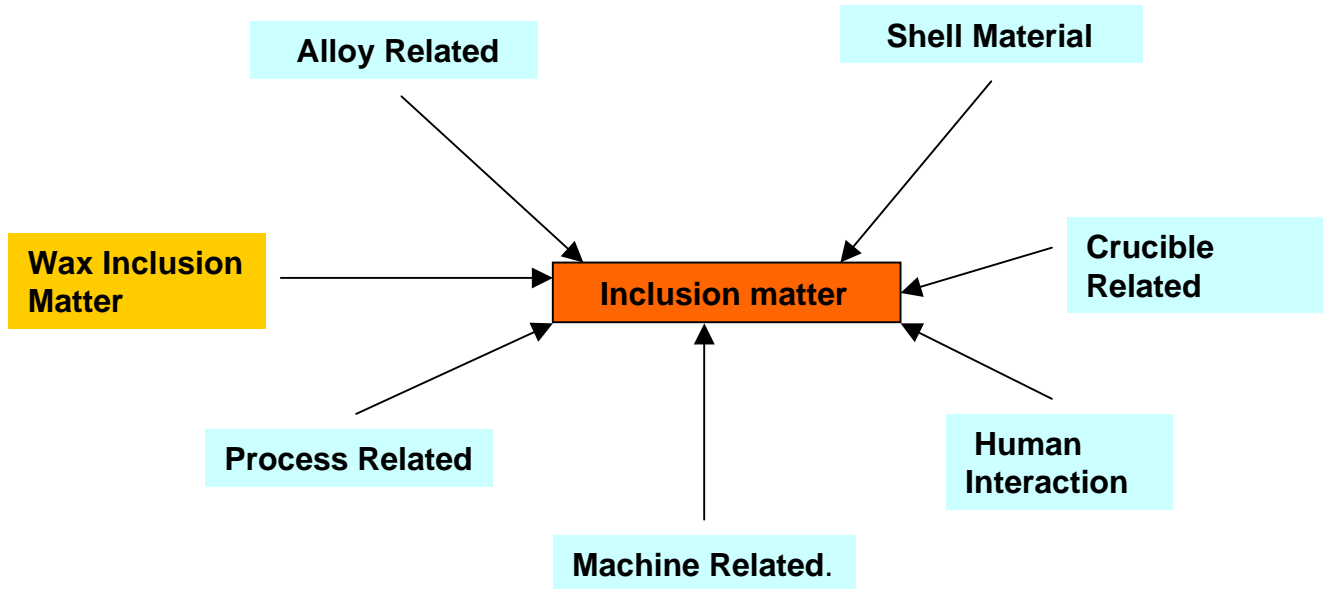 Shell Material
Alloy Related
Wax Inclusion
Matter
Crucible
Related
Inclusion matter
Process Related
Human
Interaction
Machine Related.